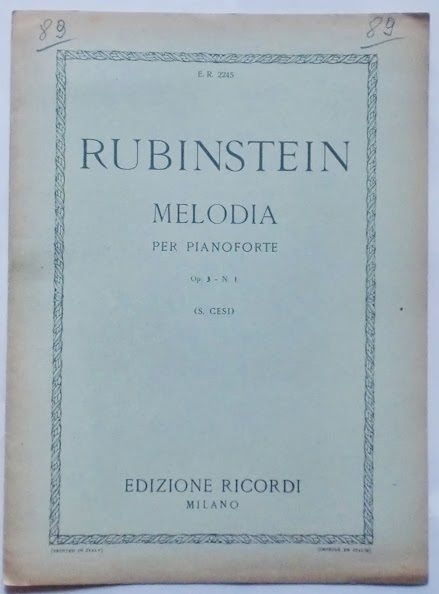 89 89
E. R. 2245
RUBINSTEIN
MELODIA
PER PIANOFORTE
Op. 3 - N. 1
(S. CESI)
EDIZIONE RICORDI
MILANO
(PRINTED IN ITALY) (IMPRIMÉ EN ITALIE)